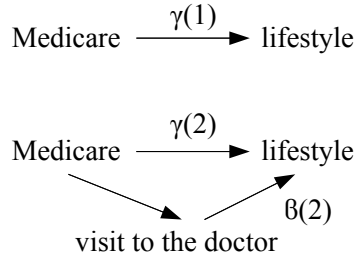 γ(1)
Medicare lifestyle
γ(2)
Medicare lifestyle
β(2)
visit to the doctor